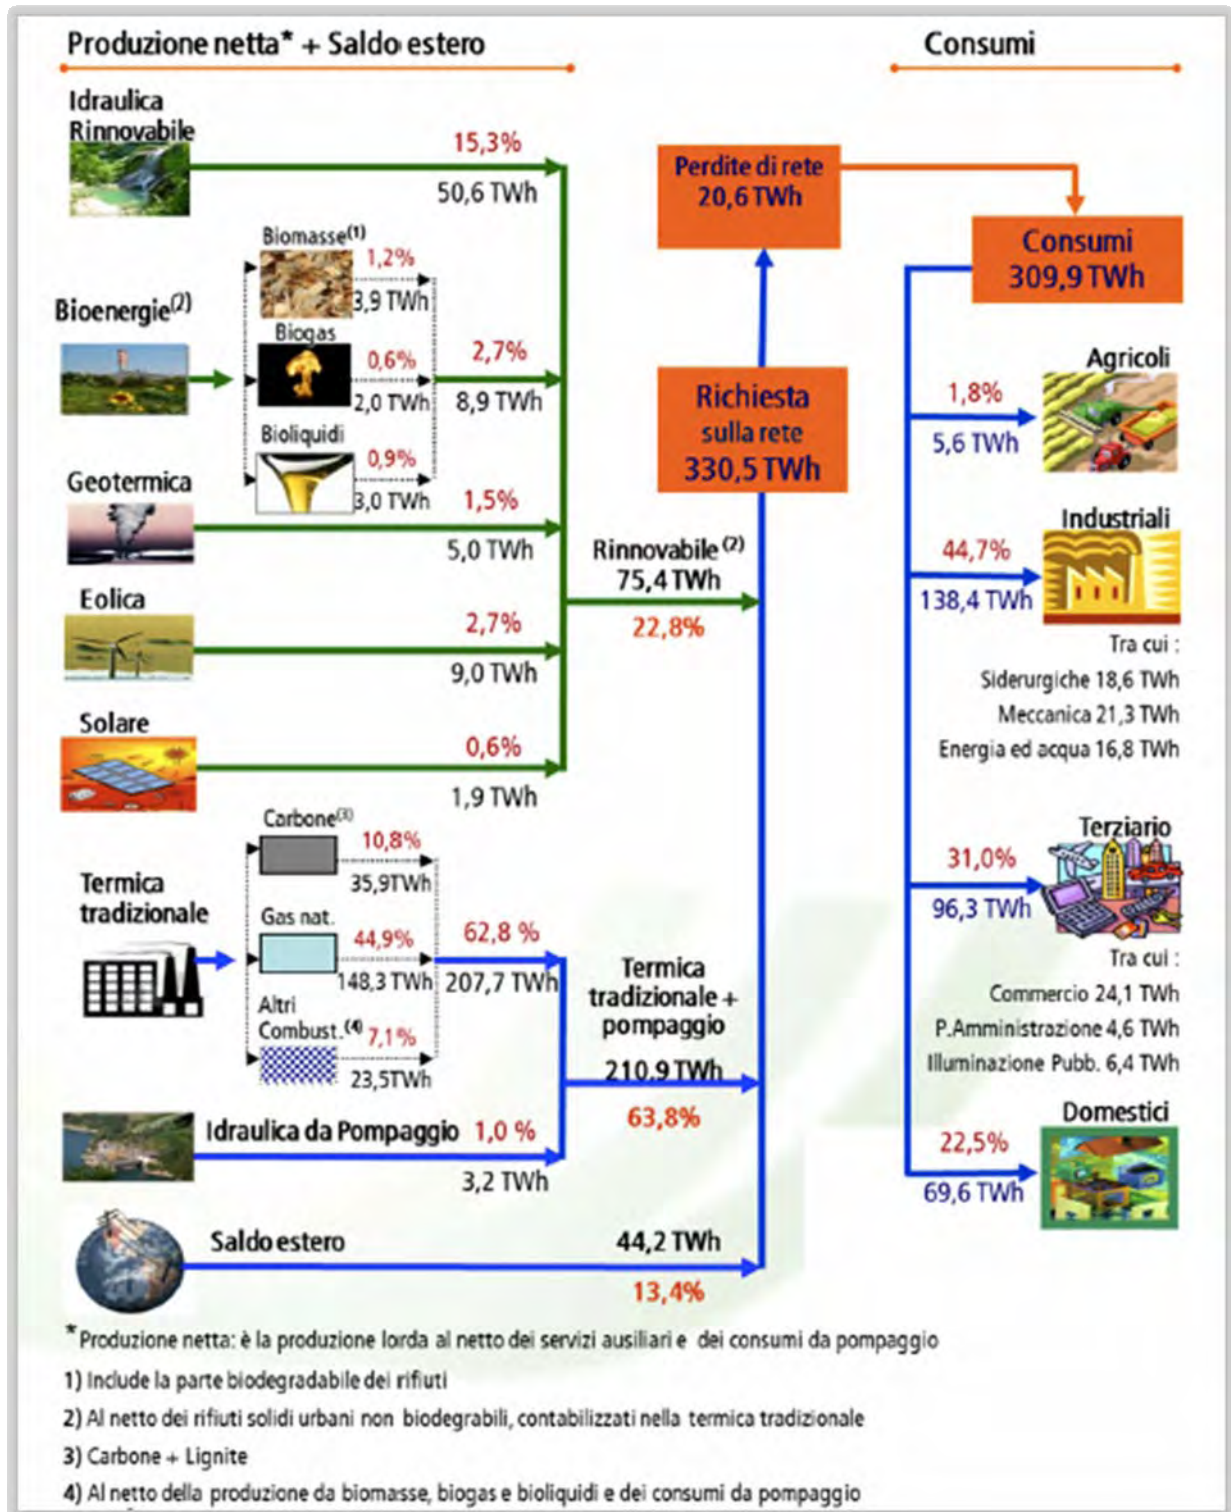 Produzione netta* + Saldo estero
Consumi
Idraulica
Rinnovabile
15,3%
50,6 TWh
Bioenergie(2)
Biomasse(1)
1,2%
3,9 TWh
Biogas
0,6%
2,0 TWh
Bioliquidi
0,9%
3,0 TWh
2,7%
8,9 TWh
Geotermica
1,5%
5,0 TWh
Eolica
2,7%
9,0 TWh
Solare
0,6%
1,9 TWh
Rinnovabile(2)
75,4 TWh
22,8%
Termica
tradizionale
Carbone(3)
10,8%
35,9TWh
Gas nat.
44,9%
148,3 TWh
Altri
Combust.(4)
7,1%
23,5TWh
62,8 %
207,7 TWh
Idraulica da Pompaggio
1,0 %
3,2 TWh
Termica
tradizionale +
pompaggio
210,9 TWh
63,8%
Saldo estero
44,2 TWh
13,4%
Perdite di rete
20,6 TWh
Richiesta
sulla rete
330,5 TWh
Consumi
309,9 TWh
Agricoli
1,8%
5,6 TWh
Industriali
44,7%
138,4 TWh
Tra cui :
Siderurgiche 18,6 TWh
Meccanica 21,3 TWh
Energia ed acqua 16,8 TWh
Terziario
31,0%
96,3 TWh
Tra cui :
Commercio 24,1 TWh
P.Amministrazione 4,6 TWh
Illuminazione Pubb. 6,4 TWh
Domestici
22,5%
69,6 TWh
* Produzione netta: è la produzione lorda al netto dei servizi ausiliari e dei consumi da pompaggio
1) Include la parte biodegradabile dei rifiuti
2) Al netto dei rifiuti solidi urbani non biodegrabili, contabilizzati nella termica tradizionale
3) Carbone + Lignite
4) Al netto della produzione da biomasse, biogas e bioliquidi e dei consumi da pompaggio